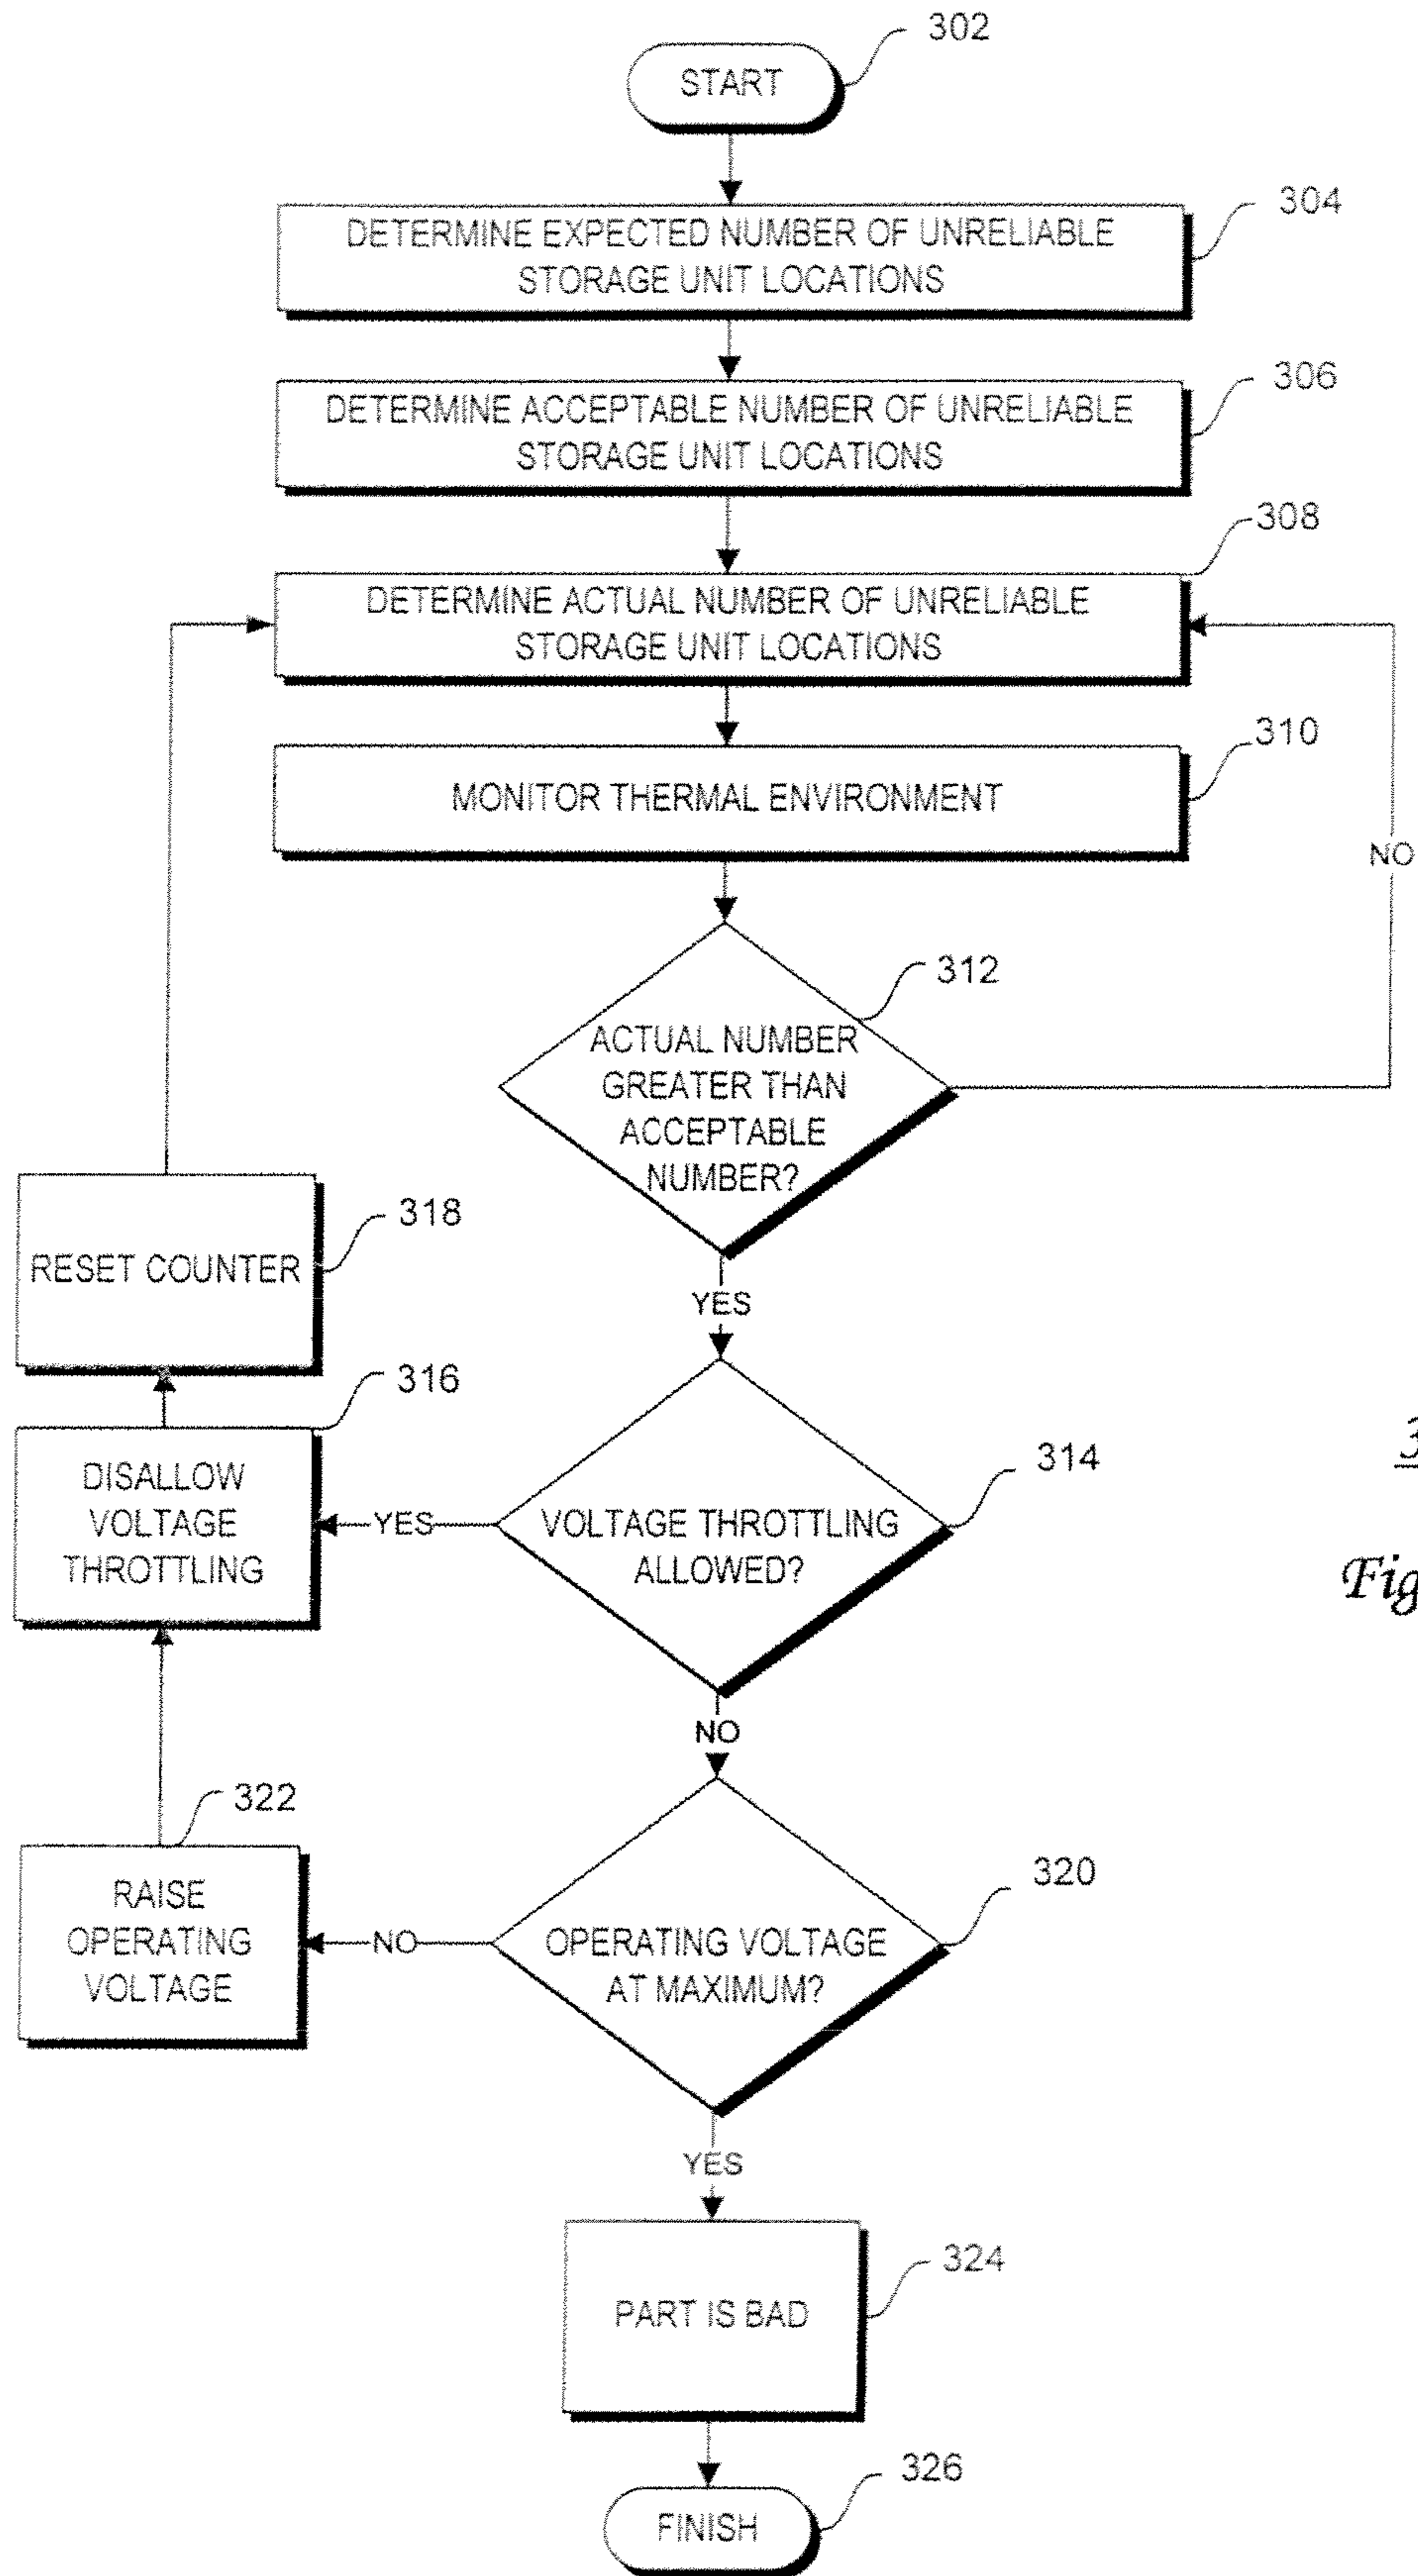 302
START
304
DETERMINE EXPECTED NUMBER OF UNRELIABLE
STORAGE UNIT LOCATIONS
306
DETERMINE ACCEPTABLE NUMBER OF UNRELIABLE
STORAGE UNIT LOCATIONS
308
DETERMINE ACTUAL NUMBER OF UNRELIABLE
STORAGE UNIT LOCATIONS
310
MONITOR THERMAL ENVIRONMENT
NO
312
ACTUAL NUMBER
GREATER THAN
ACCEPTABLE
NUMBER?
318
RESET COUNTER
YES
316
DISALLOW
VOLTAGE
THROTTLING
YES
314
VOLTAGE THROTTLING
ALLOWED?
3
Fig
NO
322
RAISE
OPERATING
VOLTAGE
NO
320
OPERATING VOLTAGE
AT MAXIMUM?
YES
324
PART IS BAD
326
FINISH